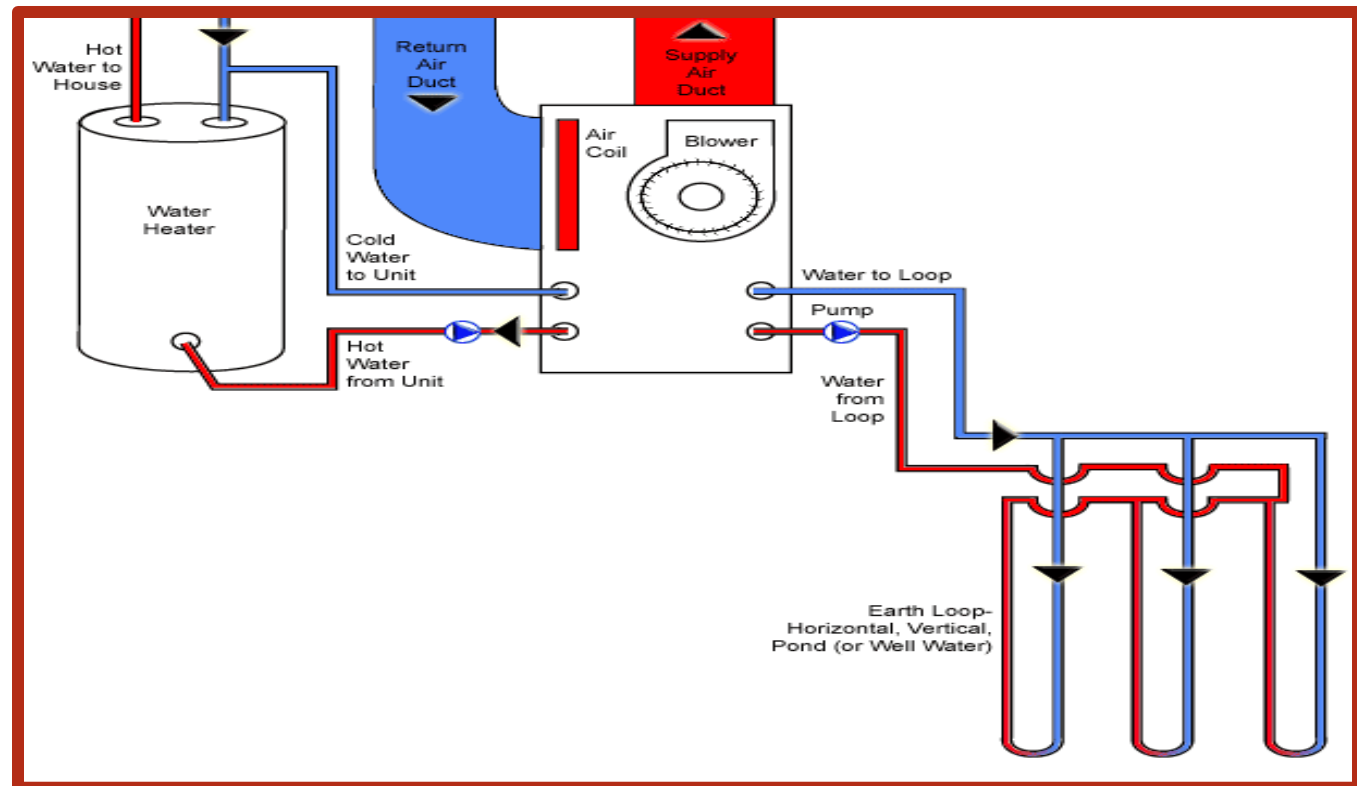 Hot
Water to
House
Return
Air
Duct
Supply
Air
Duct
Air
Coil
Blower
Water
Heater
Cold
Water
to Unit
Water to Loop
Pump
Hot
Water
from Unit
Water
from
Loop
Earth Loop-
Horizontal, Vertical,
Pond (or Well Water)